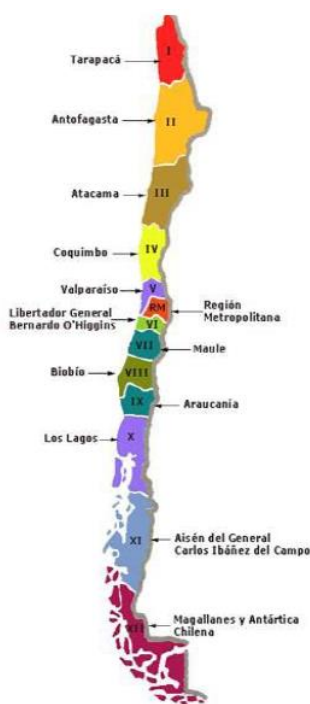 I
Tarapacá
II
Antofagasta
III
Atacama
IV
Coquimbo
V
Valparaíso
RM
Región
Metropolitana
Libertador General
Bernardo O'Higgins
VI
VII
Maule
VIII
Biobío
IX
Araucanía
X
Los Lagos
XI
Aisén del General
Carlos Ibáñez del Campo
XII
Magallanes y Antártica
Chilena